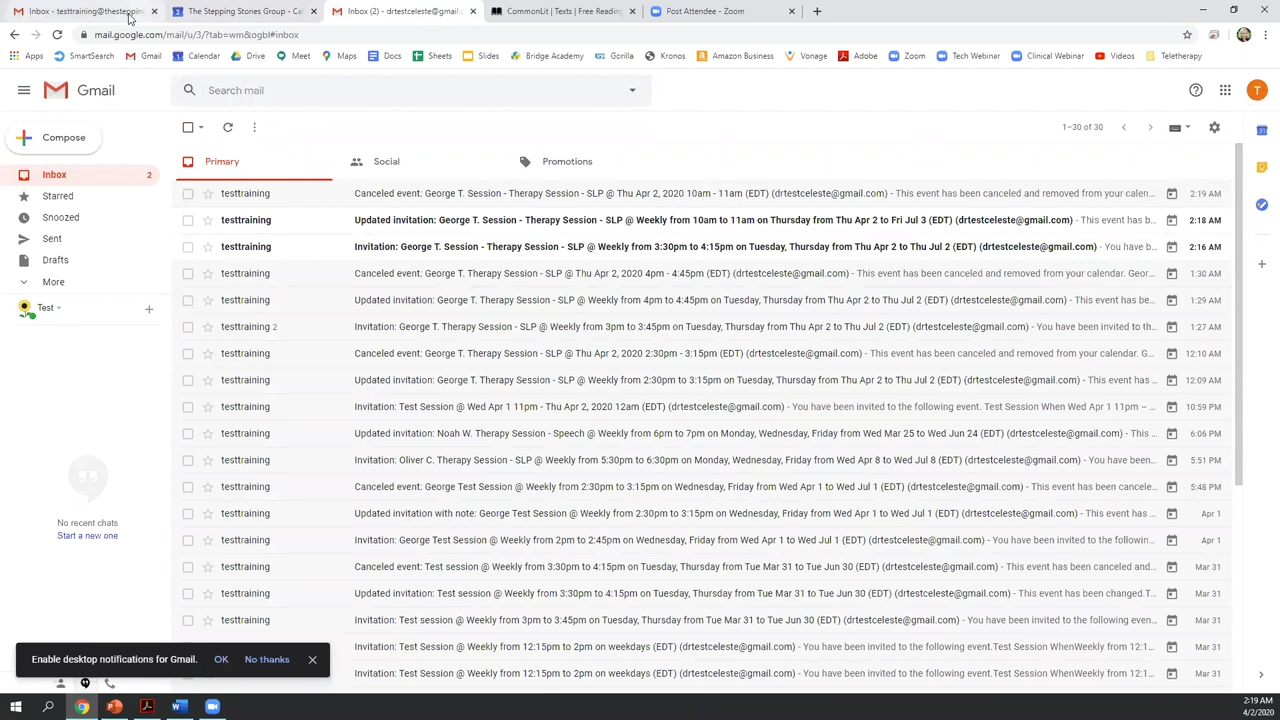 Inbox - testtraining@thestepping
The Stepping Stones Group - Cal
Inbox (2) - drtestceleste@gmail.c
CommonLit | Texts | Free Reading
Post Attendee - Zoom
mail.google.com/mail/u/3/?tab=wm&ogbl#inbox
Apps SmartSearch Gmail Calendar Drive Meet Maps Docs Sheets Slides Bridge Academy Gorilla Kronos Amazon Business Vonage Adobe Zoom Tech Webinar Clinical Webinar Videos Teletherapy
Gmail
Search mail
T
Compose
1–30 of 30
Primary
Social
Promotions
Inbox 2
Starred
Snoozed
Sent
Drafts
More
Test
testtraining Canceled event: George T. Session - Therapy Session - SLP @ Thu Apr 2, 2020 10am - 11am (EDT) (drtestceleste@gmail.com) - This event has been canceled and removed from your calen... 2:19 AM
testtraining Updated invitation: George T. Session - Therapy Session - SLP @ Weekly from 10am to 11am on Thursday from Thu Apr 2 to Fri Jul 3 (EDT) (drtestceleste@gmail.com) - This event has b... 2:18 AM
testtraining Invitation: George T. Session - Therapy Session - SLP @ Weekly from 3:30pm to 4:15pm on Tuesday, Thursday from Thu Apr 2 to Thu Jul 2 (EDT) (drtestceleste@gmail.com) - You have b... 2:16 AM
testtraining Canceled event: George T. Therapy Session - SLP @ Thu Apr 2, 2020 4pm - 4:45pm (EDT) (drtestceleste@gmail.com) - This event has been canceled and removed from your calendar. Geor... 1:30 AM
testtraining Updated invitation: George T. Therapy Session - SLP @ Weekly from 4pm to 4:45pm on Tuesday, Thursday from Thu Apr 2 to Thu Jul 2 (EDT) (drtestceleste@gmail.com) - This event has be... 1:29 AM
testtraining 2 Invitation: George T. Therapy Session - SLP @ Weekly from 3pm to 3:45pm on Tuesday, Thursday from Thu Apr 2 to Thu Jul 2 (EDT) (drtestceleste@gmail.com) - You have been invited to th... 1:27 AM
testtraining Canceled event: George T. Therapy Session - SLP @ Thu Apr 2, 2020 2:30pm - 3:15pm (EDT) (drtestceleste@gmail.com) - This event has been canceled and removed from your calendar. G... 12:10 AM
testtraining Updated invitation: George T. Therapy Session - SLP @ Weekly from 2:30pm to 3:15pm on Tuesday, Thursday from Thu Apr 2 to Thu Jul 2 (EDT) (drtestceleste@gmail.com) - This event has... 12:09 AM
testtraining Invitation: Test Session @ Wed Apr 1 11pm - Thu Apr 2, 2020 12am (EDT) (drtestceleste@gmail.com) - You have been invited to the following event. Test Session When Wed Apr 1 11pm – ... 10:59 PM
testtraining Updated invitation: Noah W. Therapy Session - Speech @ Weekly from 6pm to 7pm on Monday, Wednesday, Friday from Wed Mar 25 to Wed Jun 24 (EDT) (drtestceleste@gmail.com) - This ... 6:06 PM
testtraining Invitation: Oliver C. Therapy Session - SLP @ Weekly from 5:30pm to 6:30pm on Monday, Wednesday, Friday from Wed Apr 8 to Wed Jul 8 (EDT) (drtestceleste@gmail.com) - You have been... 5:51 PM
testtraining Canceled event: George Test Session @ Weekly from 2:30pm to 3:15pm on Wednesday, Friday from Wed Apr 1 to Wed Jul 1 (EDT) (drtestceleste@gmail.com) - This event has been cancele... 5:48 PM
testtraining Updated invitation with note: George Test Session @ Weekly from 2:30pm to 3:15pm on Wednesday, Friday from Wed Apr 1 to Wed Jul 1 (EDT) (drtestceleste@gmail.com) - This event has... Apr 1
testtraining Invitation: George Test Session @ Weekly from 2pm to 2:45pm on Wednesday, Friday from Wed Apr 1 to Wed Jul 1 (EDT) (drtestceleste@gmail.com) - You have been invited to the followin... Apr 1
testtraining Canceled event: Test session @ Weekly from 3:30pm to 4:15pm on Tuesday, Thursday from Tue Mar 31 to Tue Jun 30 (EDT) (drtestceleste@gmail.com) - This event has been canceled and... Mar 31
testtraining Updated invitation: Test session @ Weekly from 3:30pm to 4:15pm on Tuesday, Thursday from Tue Mar 31 to Tue Jun 30 (EDT) (drtestceleste@gmail.com) - This event has been changed.T... Mar 31
testtraining Invitation: Test session @ Weekly from 3pm to 3:45pm on Tuesday, Thursday from Tue Mar 31 to Tue Jun 30 (EDT) (drtestceleste@gmail.com) - You have been invited to the following even... Mar 31
Invitation: Test Session @ Weekly from 12:15pm to 2pm on weekdays (EDT) (drtestceleste@gmail.com) - You have been invited to the following event.Test Session WhenWeekly from 12:1... Mar 31
Invitation: Test Session @ Weekly from 12:15pm to 2pm on weekdays (EDT) (drtestceleste@gmail.com) - You have been invited to the following event.Test Session WhenWeekly from 12:1... Mar 31
No recent chats
Start a new one
Enable desktop notifications for Gmail. OK No thanks
2:19 AM
4/2/2020